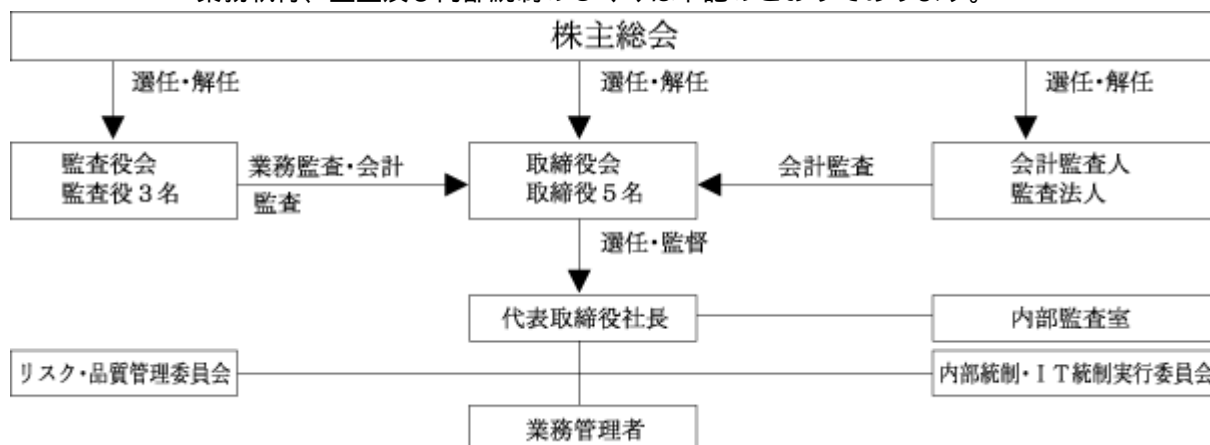 株主総会
選任・解任
選任・解任
選任・解任
監査役会
監査役３名
業務監査・会計
監査
取締役会
取締役５名
会計監査
会計監査人
監査法人
選任・監督
代表取締役社長
内部監査室
リスク・品質管理委員会
内部統制・ＩＴ統制実行委員会
業務管理者